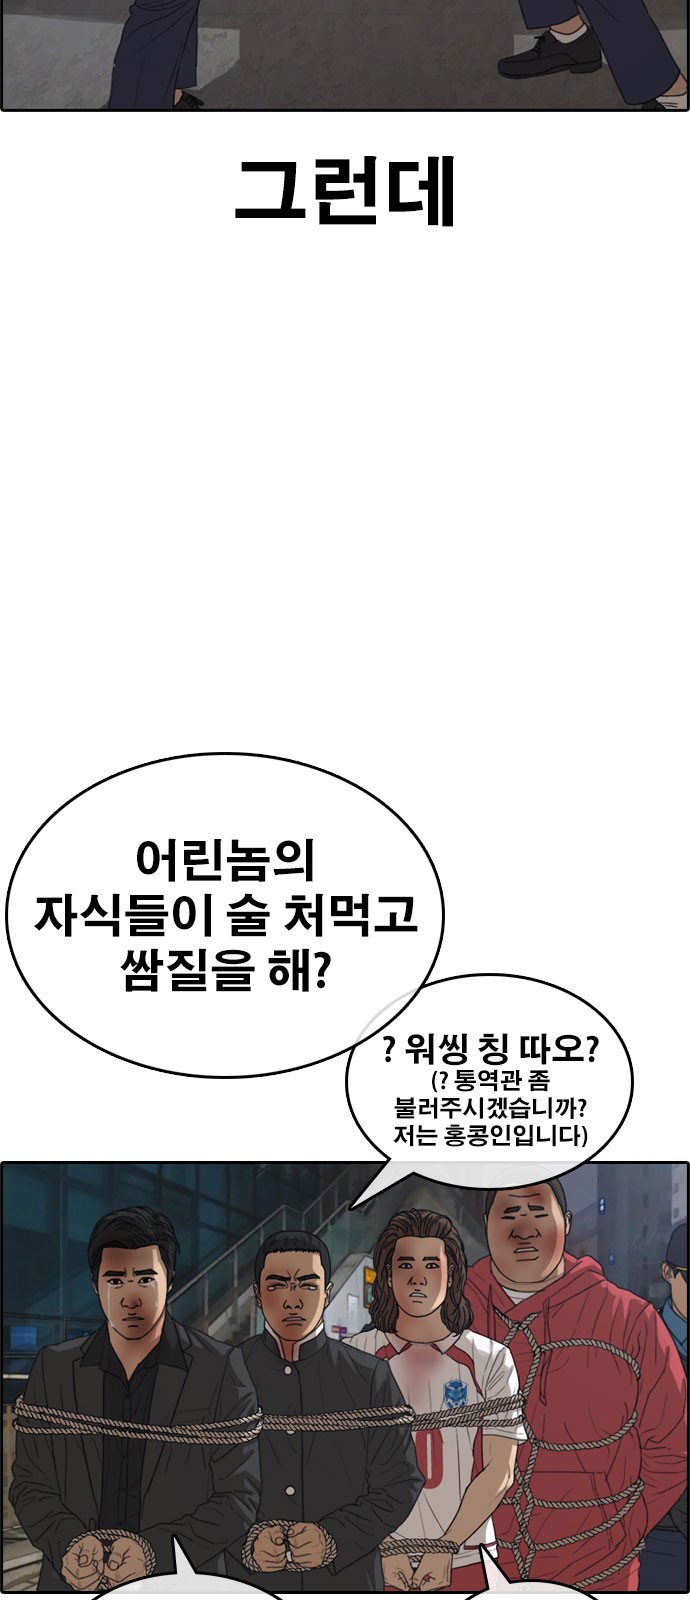 그런데
어린놈의
자식들이 술 처먹고
쌈질을 해?
? 워씽 칭 따오?
(? 통역관 좀
불러주시겠습니까?
저는 홍콩인입니다)